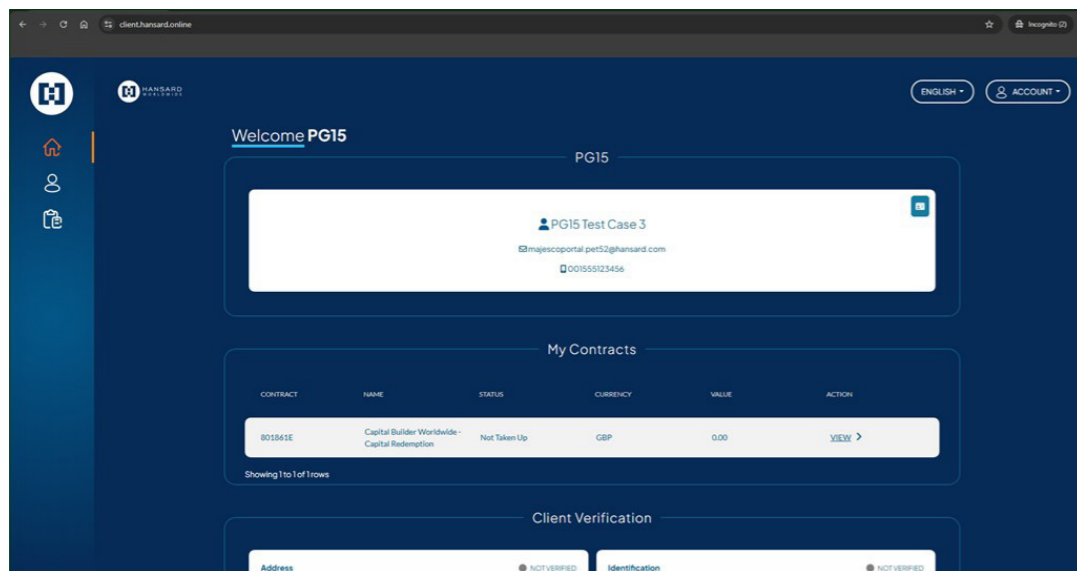 client.hansard.online
Incognito (2)
HANSARD
WORLDWIDE
ENGLISH
ACCOUNT
Welcome PG15
PG15
PG15 Test Case 3
majescoportal.pet52@hansard.com
001555123456
My Contracts
CONTRACT NAME STATUS CURRENCY VALUE ACTION
801861E Capital Builder Worldwide - Capital Redemption Not Taken Up GBP 0.00 VIEW
Showing 1 to 1 of 1 rows
Client Verification
Address NOT VERIFIED Identification NOT VERIFIED